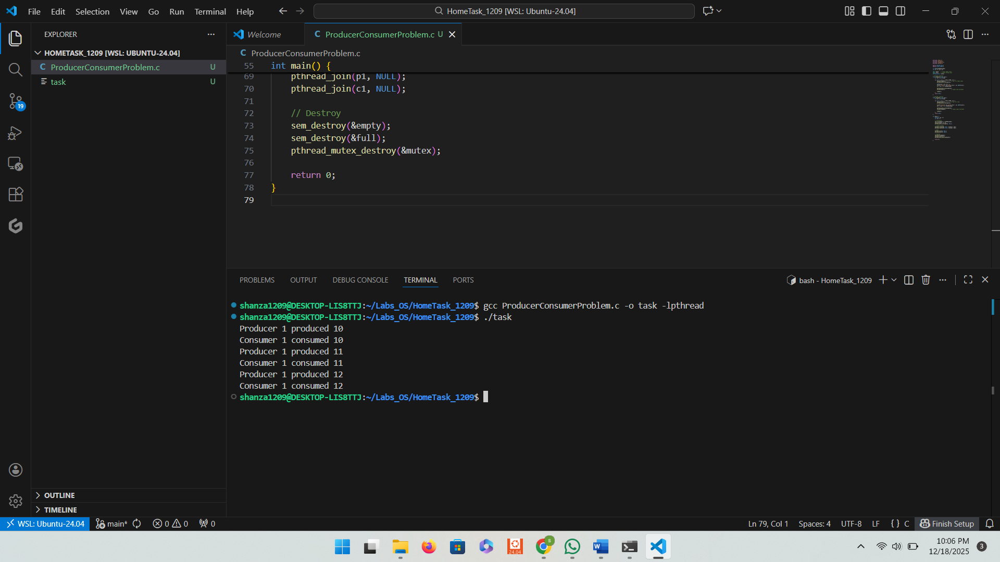 File Edit Selection View Go Run Terminal Help
HomeTask_1209 [WSL: Ubuntu-24.04]
EXPLORER
HOMETASK_1209 [WSL: UBUNTU-24.04]
C ProducerConsumerProblem.c U
task U
19
Welcome
C ProducerConsumerProblem.c U
C ProducerConsumerProblem.c
55 int main() {
69 pthread_join(p1, NULL);
70 pthread_join(c1, NULL);
71
72 // Destroy
73 sem_destroy(&empty);
74 sem_destroy(&full);
75 pthread_mutex_destroy(&mutex);
76
77 return 0;
78 }
79
PROBLEMS OUTPUT DEBUG CONSOLE TERMINAL PORTS
bash - HomeTask_1209
shanza1209@DESKTOP-LIS8TTJ:~/Labs_OS/HomeTask_1209$ gcc ProducerConsumerProblem.c -o task -lpthread
shanza1209@DESKTOP-LIS8TTJ:~/Labs_OS/HomeTask_1209$ ./task
Producer 1 produced 10
Consumer 1 consumed 10
Producer 1 produced 11
Consumer 1 consumed 11
Producer 1 produced 12
Consumer 1 consumed 12
shanza1209@DESKTOP-LIS8TTJ:~/Labs_OS/HomeTask_1209$
OUTLINE
TIMELINE
WSL: Ubuntu-24.04 main* 0 0 0
Ln 79, Col 1 Spaces: 4 UTF-8 LF {} C Finish Setup
24.04
S
W
10:06 PM
12/18/2025
3